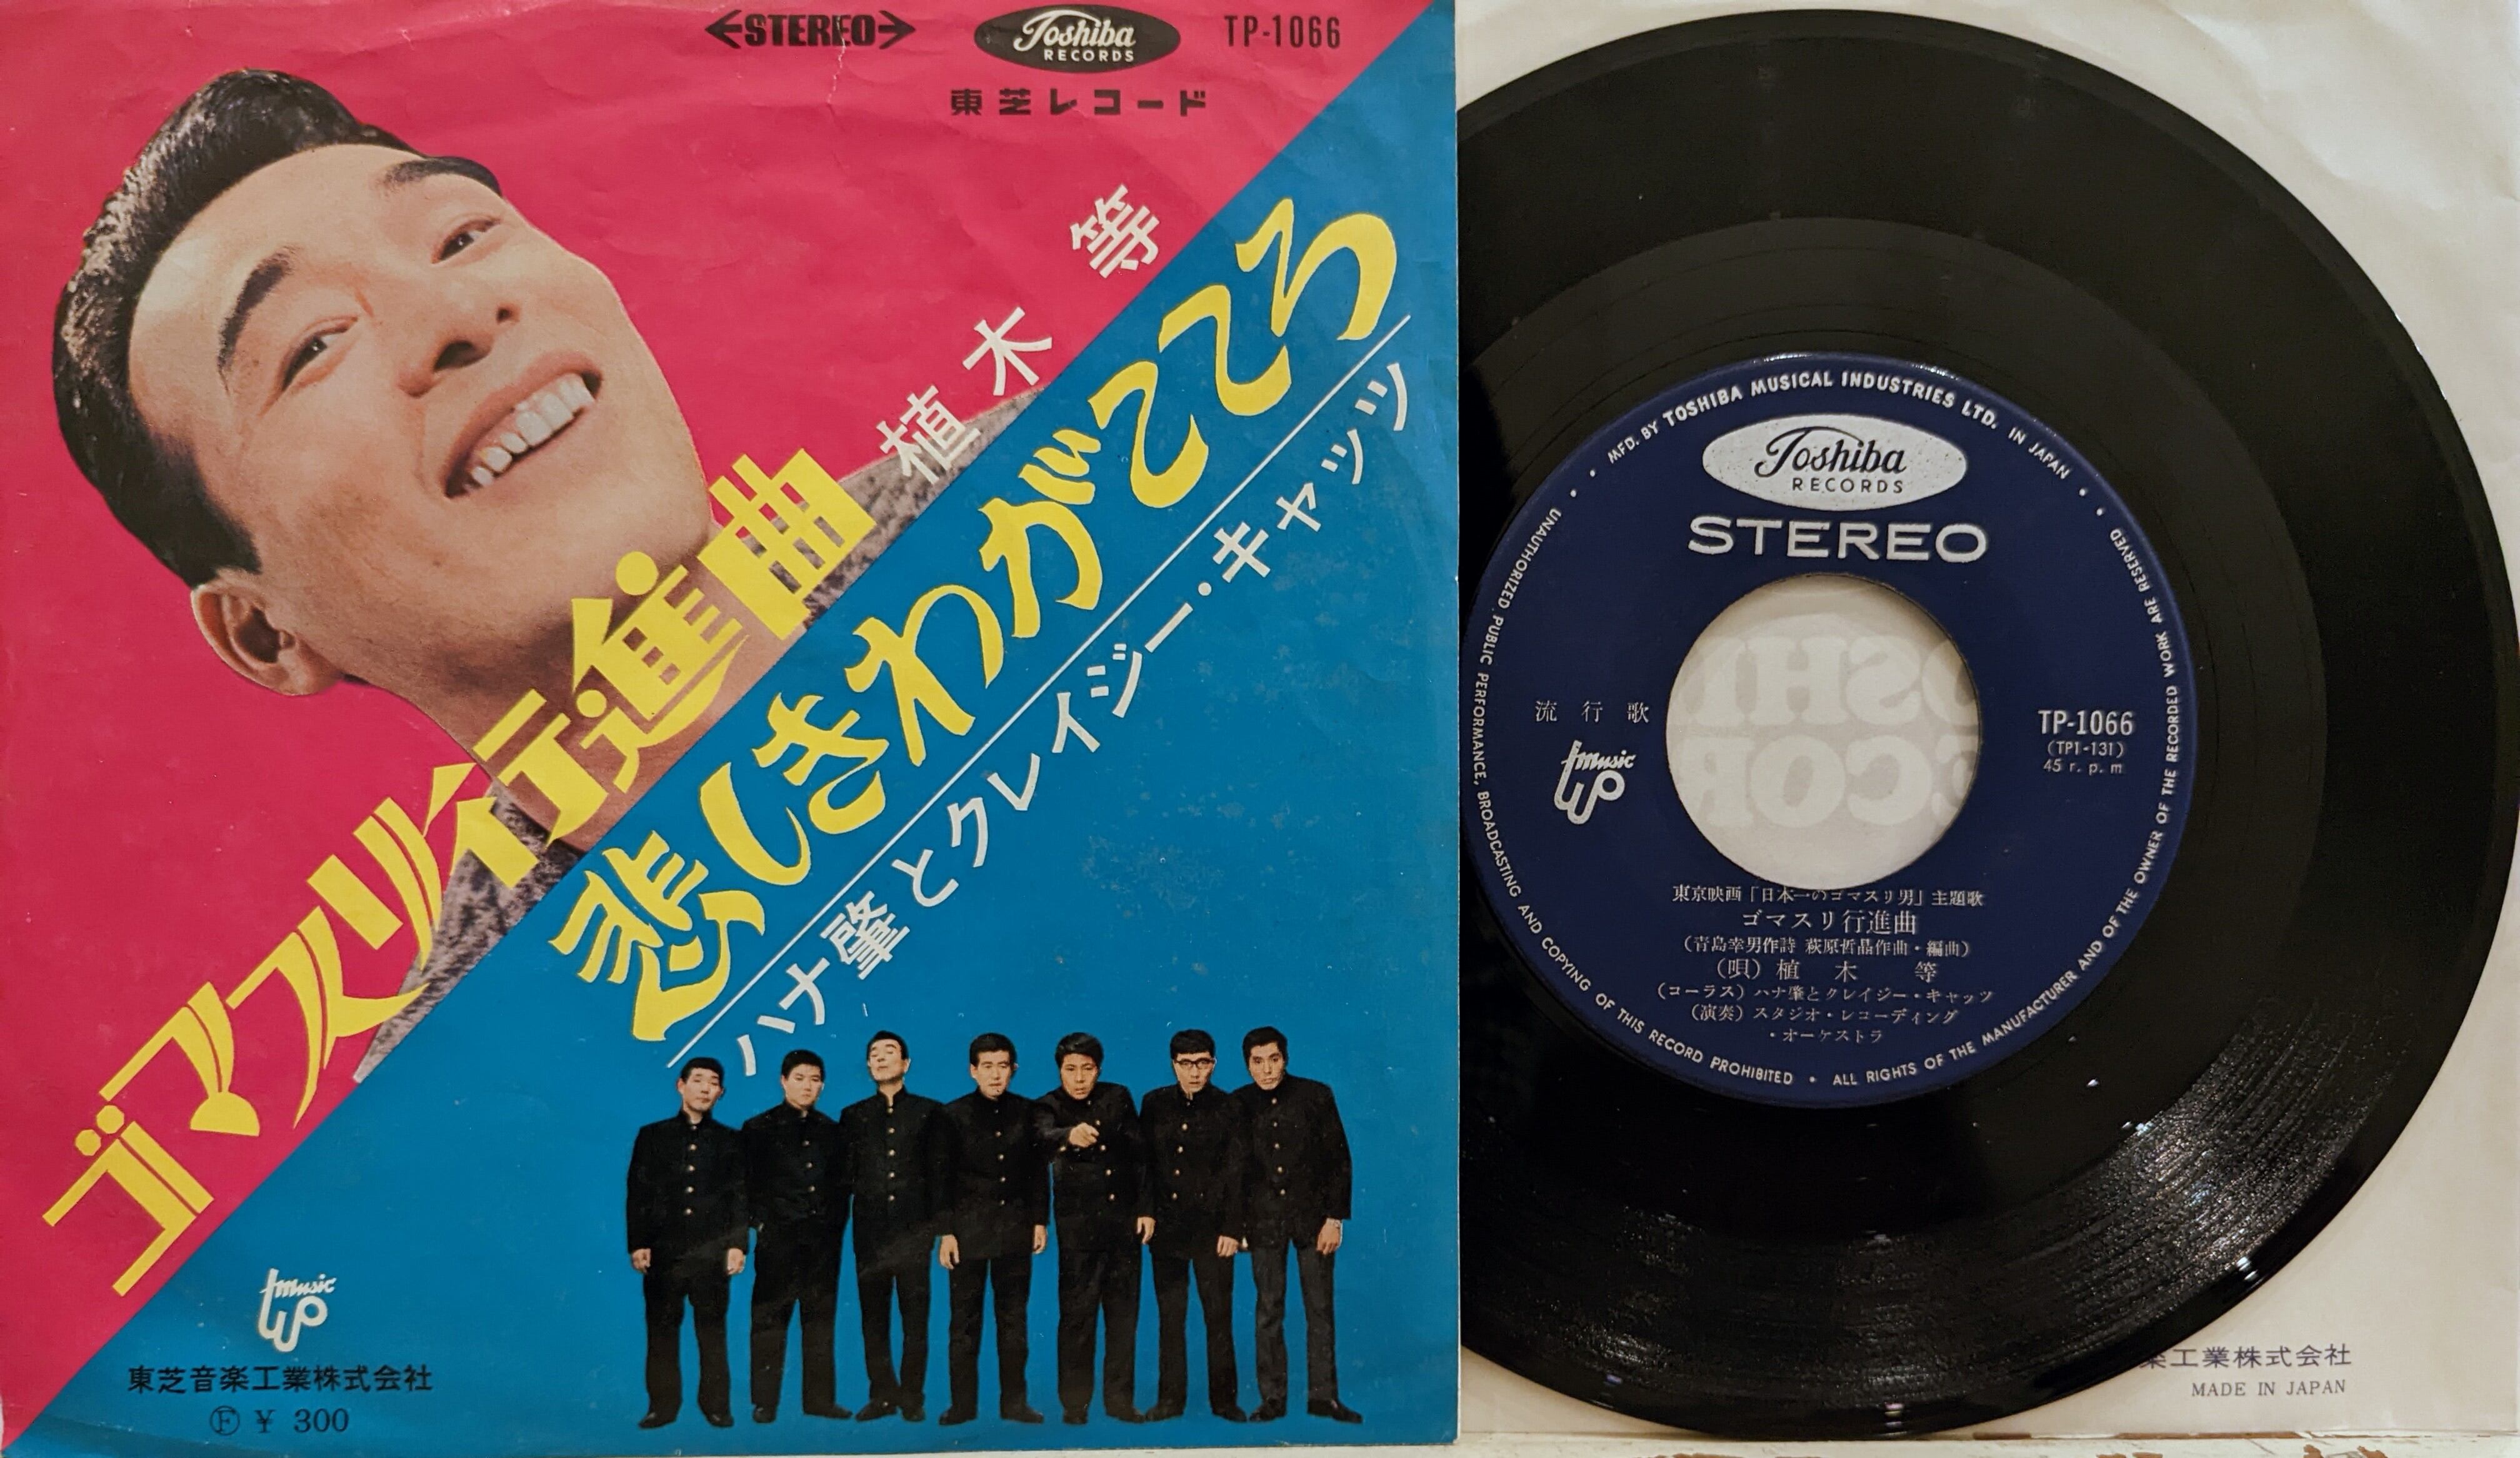 STEREO
Toshiba
RECORDS
TP-1066
東芝レコード
ゴマスリ行進曲
植木等
悲しきわがこころ
ハナ肇とクレイジー・キャッツ
music
東芝音楽工業株式会社
Ⓕ ¥ 300
• MFD. BY TOSHIBA MUSICAL INDUSTRIES LTD. IN JAPAN •
Toshiba
RECORDS
STEREO
流行歌
music
TP-1066
(TP1-131)
45 r.p.m
東京映画「日本一のゴマスリ男」主題歌
ゴマスリ行進曲
(青島幸男作詩 萩原哲晶作曲・編曲)
(唄) 植木 等
(コーラス) ハナ肇とクレイジー・キャッツ
(演奏) スタジオ・レコーディング
・オーケストラ
• UNAUTHORIZED PUBLIC PERFORMANCE, BROADCASTING AND COPYING OF THIS RECORD PROHIBITED • ALL RIGHTS OF THE MANUFACTURER AND OF THE OWNER OF THE RECORDED WORK ARE RESERVED •
楽工業株式会社
MADE IN JAPAN